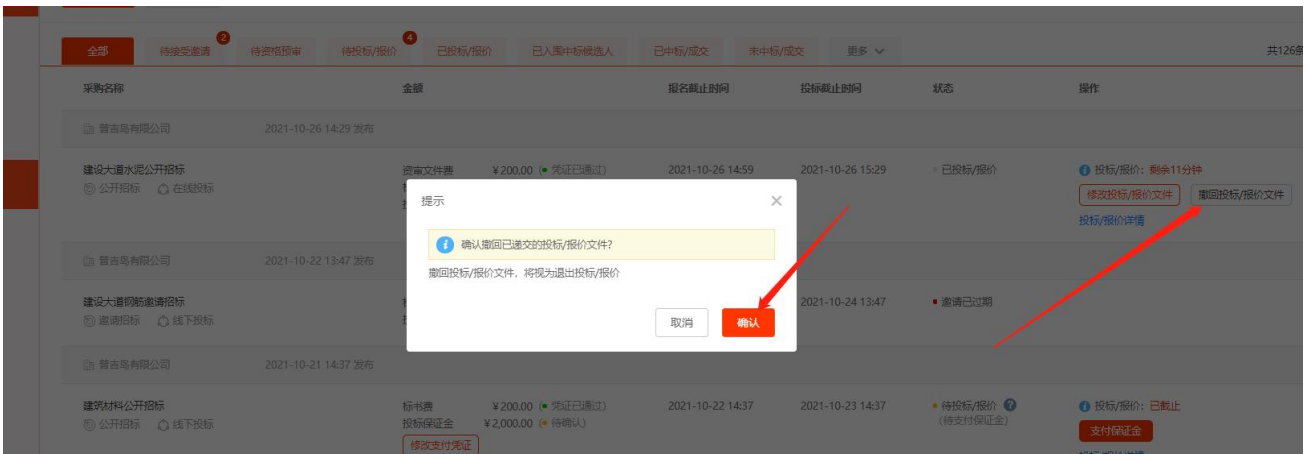 全部 待接受邀请 2 待资格预审 待投标/报价 4 已投标/报价 已入围中标候选人 已中标/成交 未中标/成交 更多 共126条
采购名称 金额 报名截止时间 投标截止时间 状态 操作
普吉岛有限公司 2021-10-26 14:29 发布
建设大道水泥公开招标 资审文件费 ¥200.00 (凭证已通过) 2021-10-26 14:59 2021-10-26 15:29 已投标/报价 投标/报价: 剩余11分钟
公开招标 在线投标 修改投标/报价文件 撤回投标/报价文件
投标/报价详情
提示
确认撤回已递交的投标/报价文件?
撤回投标/报价文件，将视为退出投标/报价
取消 确认
普吉岛有限公司 2021-10-22 13:47 发布
建设大道钢筋邀请招标 2021-10-24 13:47 邀请已过期
邀请招标 线下投标
普吉岛有限公司 2021-10-21 14:37 发布
建筑材料公开招标 标书费 ¥200.00 (凭证已通过) 2021-10-22 14:37 2021-10-23 14:37 待投标/报价 投标/报价: 已截止
公开招标 线下投标 投标保证金 ¥2,000.00 (待确认) (待支付保证金) 支付保证金
修改支付凭证